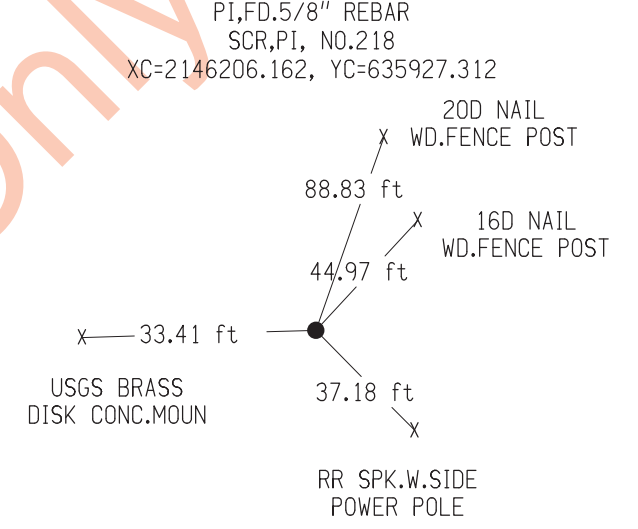 PI,FD.5/8" REBAR
SCR,PI, NO.218
XC=2146206.162, YC=635927.312
20D NAIL
WD.FENCE POST
88.83 ft
16D NAIL
WD.FENCE POST
44.97 ft
33.41 ft
USGS BRASS
DISK CONC.MOUN
37.18 ft
RR SPK.W.SIDE
POWER POLE
only